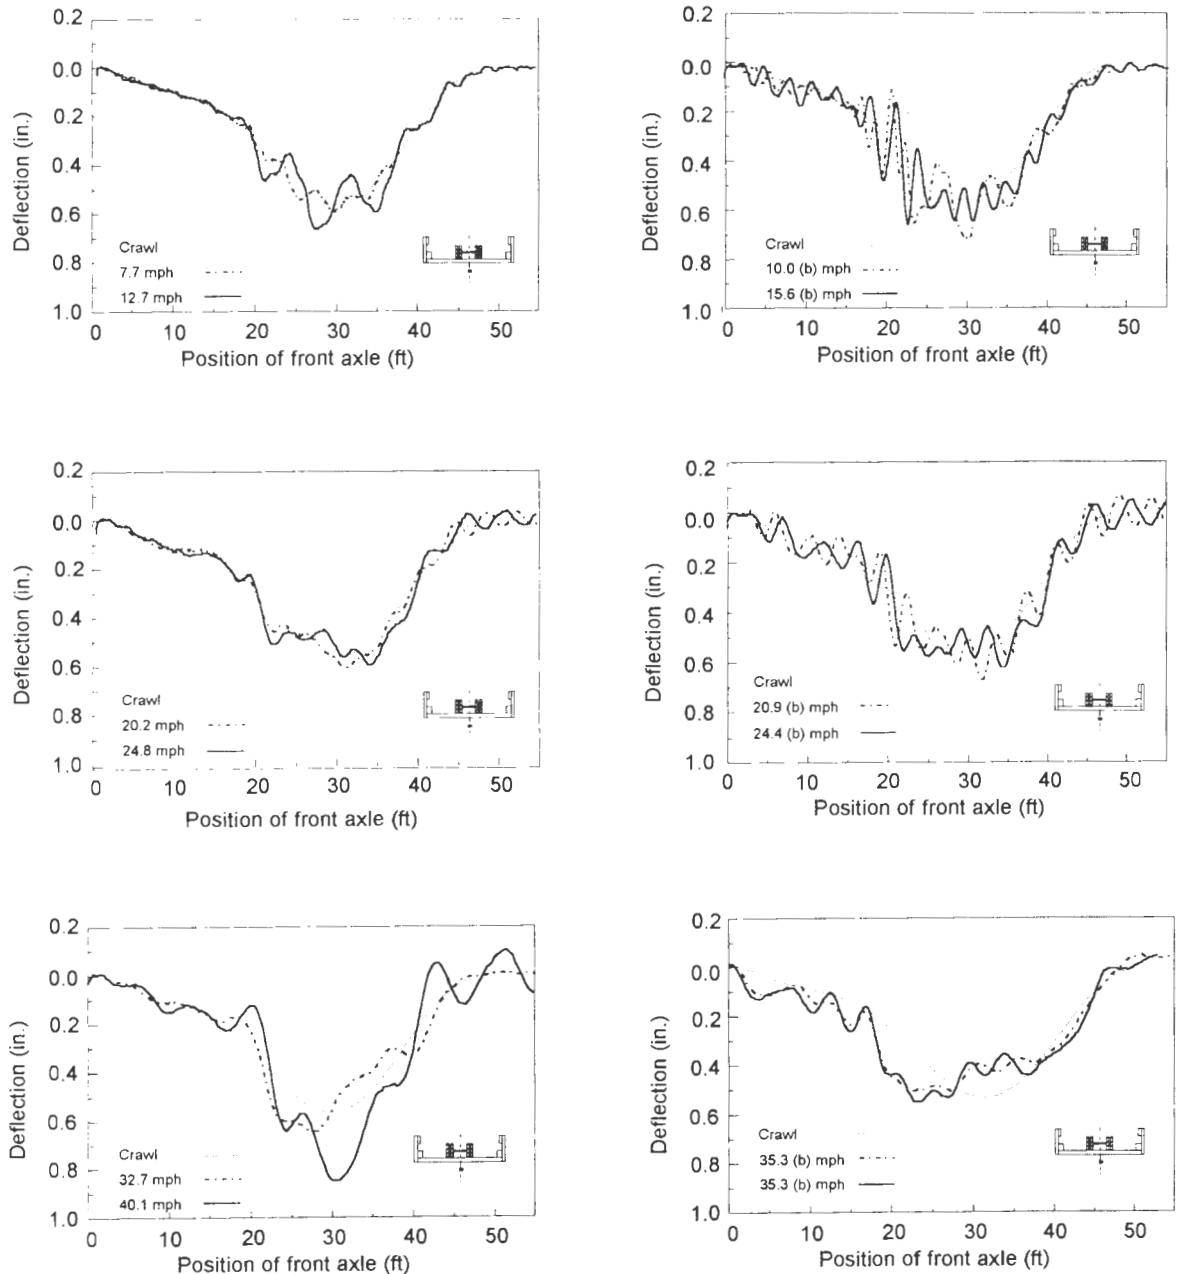 0.2
0.0
0.2
0.4
0.6
0.8
1.0
Deflection (in.)
Crawl
7.7 mph
12.7 mph
0 10 20 30 40 50
Position of front axle (ft)
0.2
0.0
0.2
0.4
0.6
0.8
1.0
Deflection (in.)
Crawl
10.0 (b) mph
15.6 (b) mph
0 10 20 30 40 50
Position of front axle (ft)
0.2
0.0
0.2
0.4
0.6
0.8
1.0
Deflection (in.)
Crawl
20.2 mph
24.8 mph
0 10 20 30 40 50
Position of front axle (ft)
0.2
0.0
0.2
0.4
0.6
0.8
1.0
Deflection (in.)
Crawl
20.9 (b) mph
24.4 (b) mph
0 10 20 30 40 50
Position of front axle (ft)
0.2
0.0
0.2
0.4
0.6
0.8
1.0
Deflection (in.)
Crawl
32.7 mph
40.1 mph
0 10 20 30 40 50
Position of front axle (ft)
0.2
0.0
0.2
0.4
0.6
0.8
1.0
Deflection (in.)
Crawl
35.3 (b) mph
35.3 (b) mph
0 10 20 30 40 50
Position of front axle (ft)